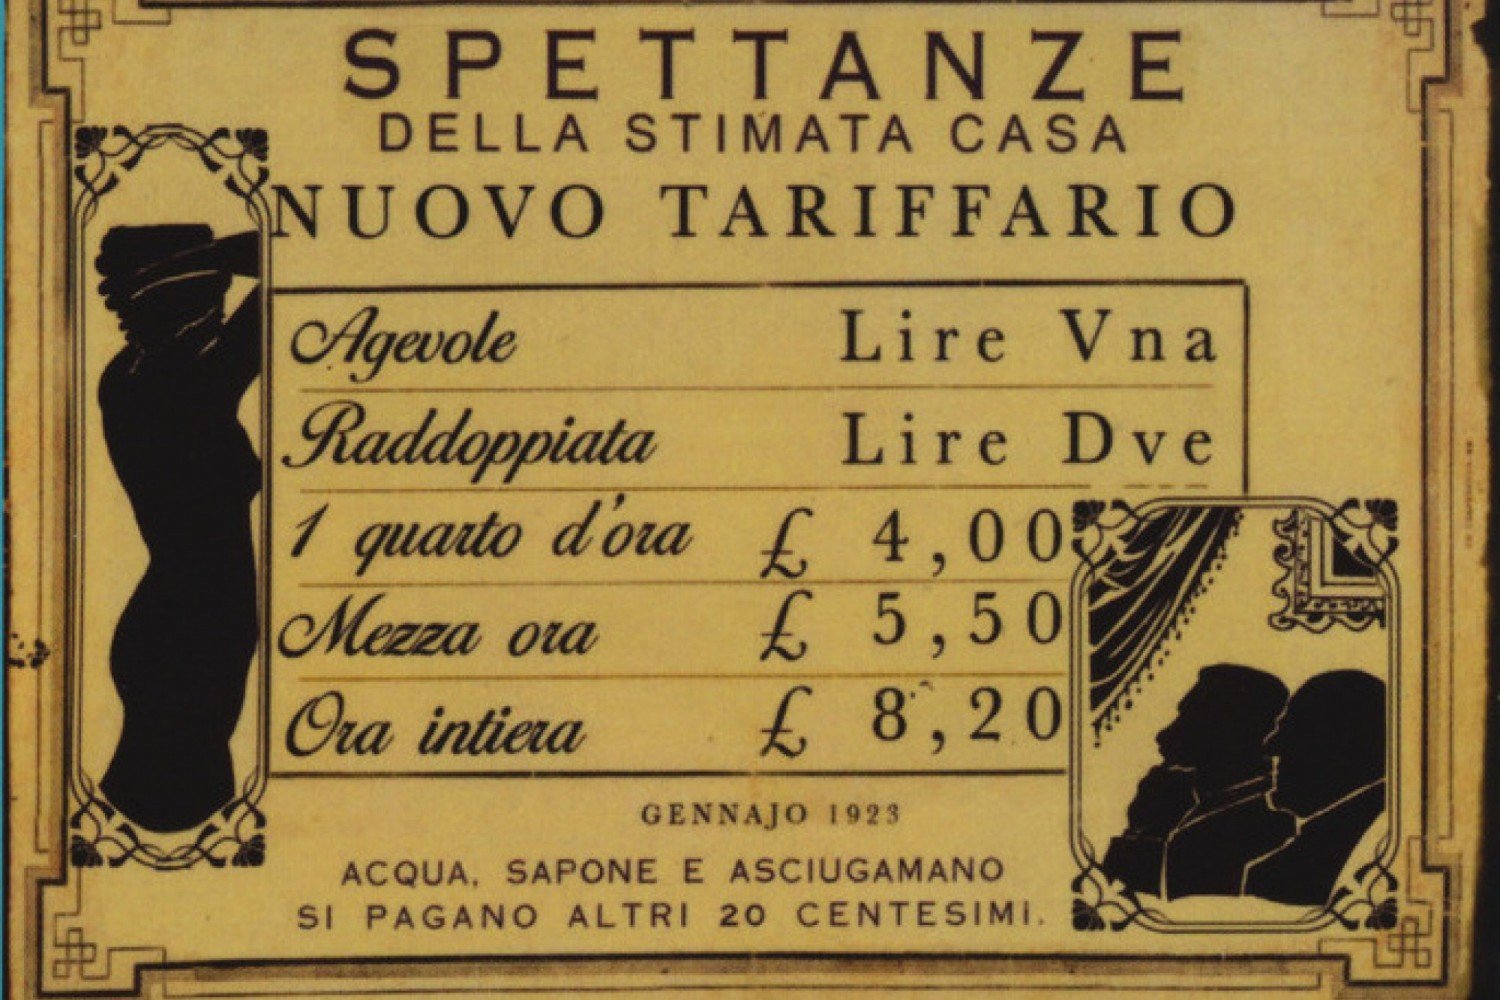 SPETTANZE
DELLA STIMATA CASA
NUOVO TARIFFARIO
Agevole Lire Vna
Raddoppiata Lire Dve
1 quarto d'ora £ 4,00
Mezza ora £ 5,50
Ora intiera £ 8,20
GENNAJO 1923
ACQUA, SAPONE E ASCIUGAMANO
SI PAGANO ALTRI 20 CENTESIMI.